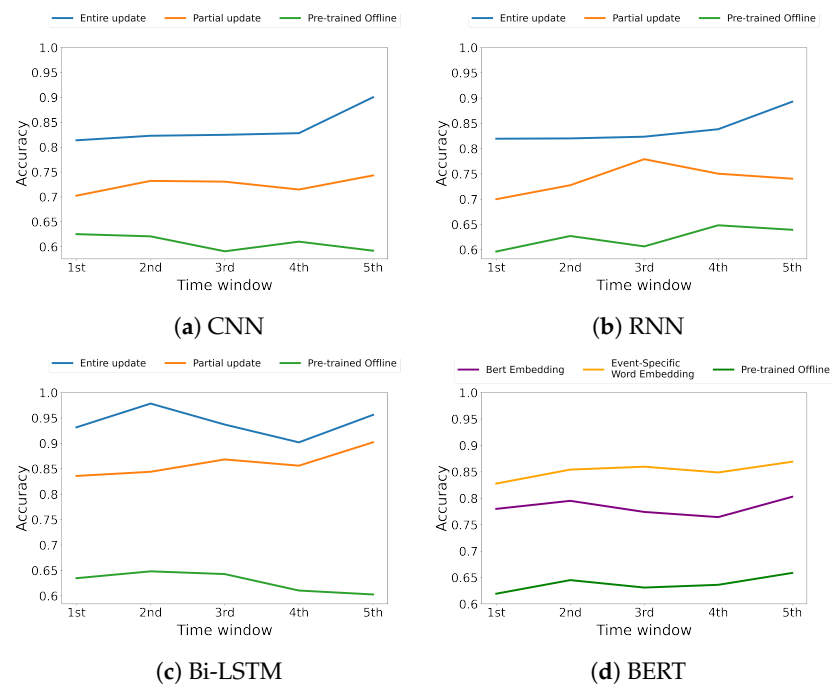 Entire update Partial update Pre-trained Offline
1.0
0.95
0.9
0.85
0.8
0.75
0.7
0.65
0.6
Accuracy
1st 2nd 3rd 4th 5th
Time window
(a) CNN
Entire update Partial update Pre-trained Offline
1.0
0.95
0.9
0.85
0.8
0.75
0.7
0.65
0.6
Accuracy
1st 2nd 3rd 4th 5th
Time window
(b) RNN
Entire update Partial update Pre-trained Offline
1.0
0.95
0.9
0.85
0.8
0.75
0.7
0.65
0.6
Accuracy
1st 2nd 3rd 4th 5th
Time window
(c) Bi-LSTM
Bert Embedding Event-Specific
Word Embedding Pre-trained Offline
1.0
0.95
0.9
0.85
0.8
0.75
0.7
0.65
0.6
Accuracy
1st 2nd 3rd 4th 5th
Time window
(d) BERT